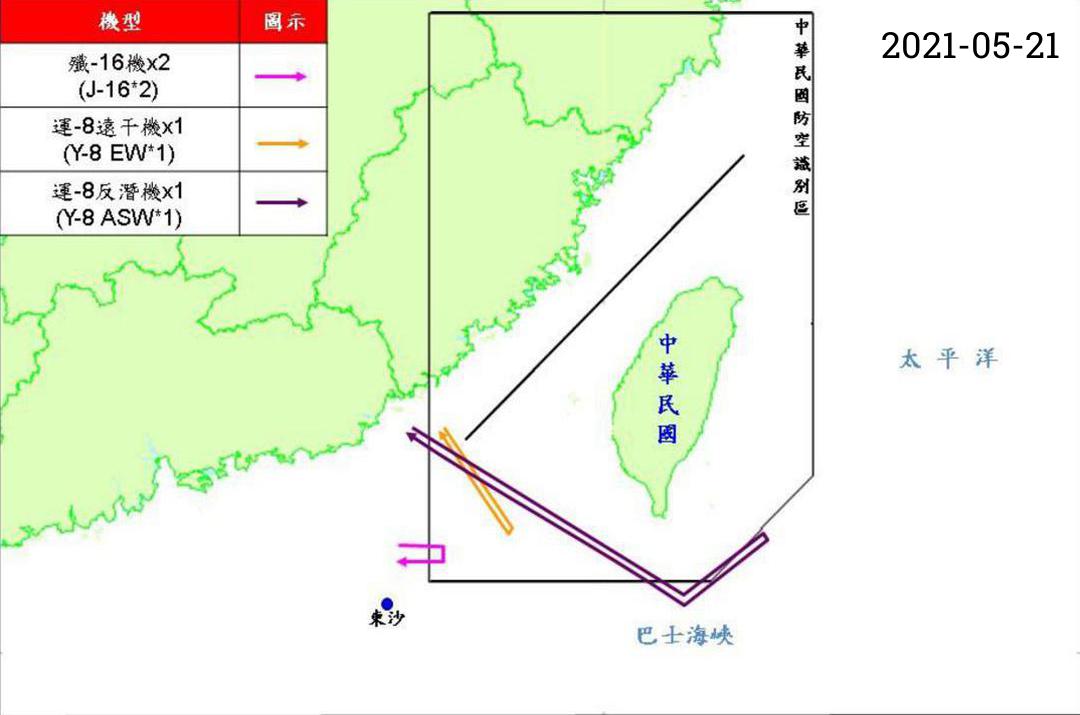 機型
圖示
殲-16機x2
(J-16*2)
運-8遠干機x1
(Y-8 EW*1)
運-8反潛機x1
(Y-8 ASW*1)
2021-05-21
中華民國防空識別區
中華民國
太平洋
東沙
巴士海峽